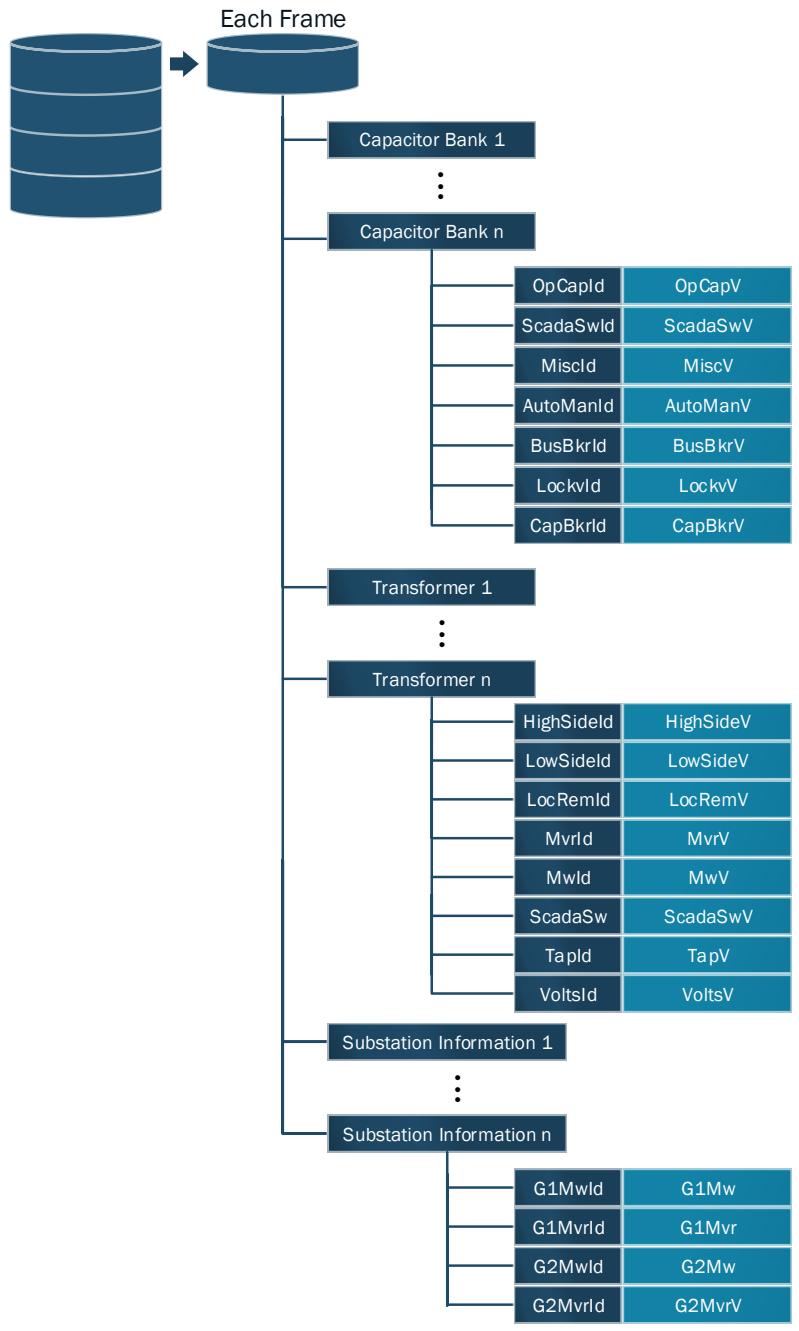 Each Frame
Capacitor Bank 1
Capacitor Bank n
OpCapId OpCapV
ScadaSwId ScadaSwV
MiscId MiscV
AutoManId AutoManV
BusBkrId BusBkrV
LockvId LockvV
CapBkrId CapBkrV
Transformer 1
Transformer n
HighSideId HighSideV
LowSideId LowSideV
LocRemId LocRemV
MvrId MvrV
MwId MwV
ScadaSw ScadaSwV
TapId TapV
VoltsId VoltsV
Substation Information 1
Substation Information n
G1MwId G1Mw
G1MvrId G1Mvr
G2MwId G2Mw
G2MvrId G2MvrV